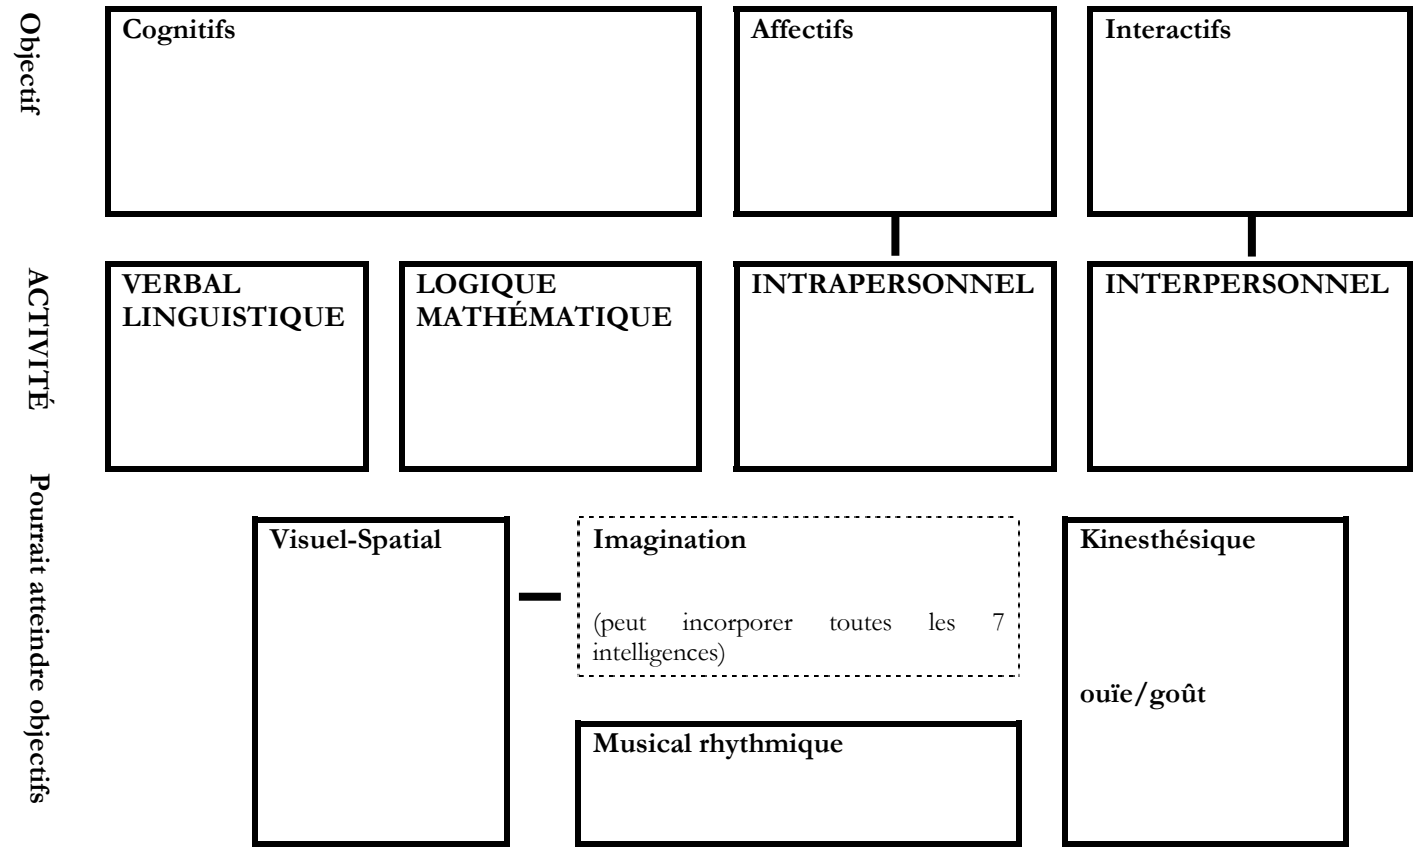 Objectif
Cognitifs
Affectifs
Interactifs
ACTIVITÉ
VERBAL
LINGUISTIQUE
LOGIQUE
MATHÉMATIQUE
INTRAPERSONNEL
INTERPERSONNEL
Pourrait atteindre objectifs
Visuel-Spatial
Imagination
(peut incorporer toutes les 7
intelligences)
Kinesthésique
ouïe/goût
Musical rhythmique